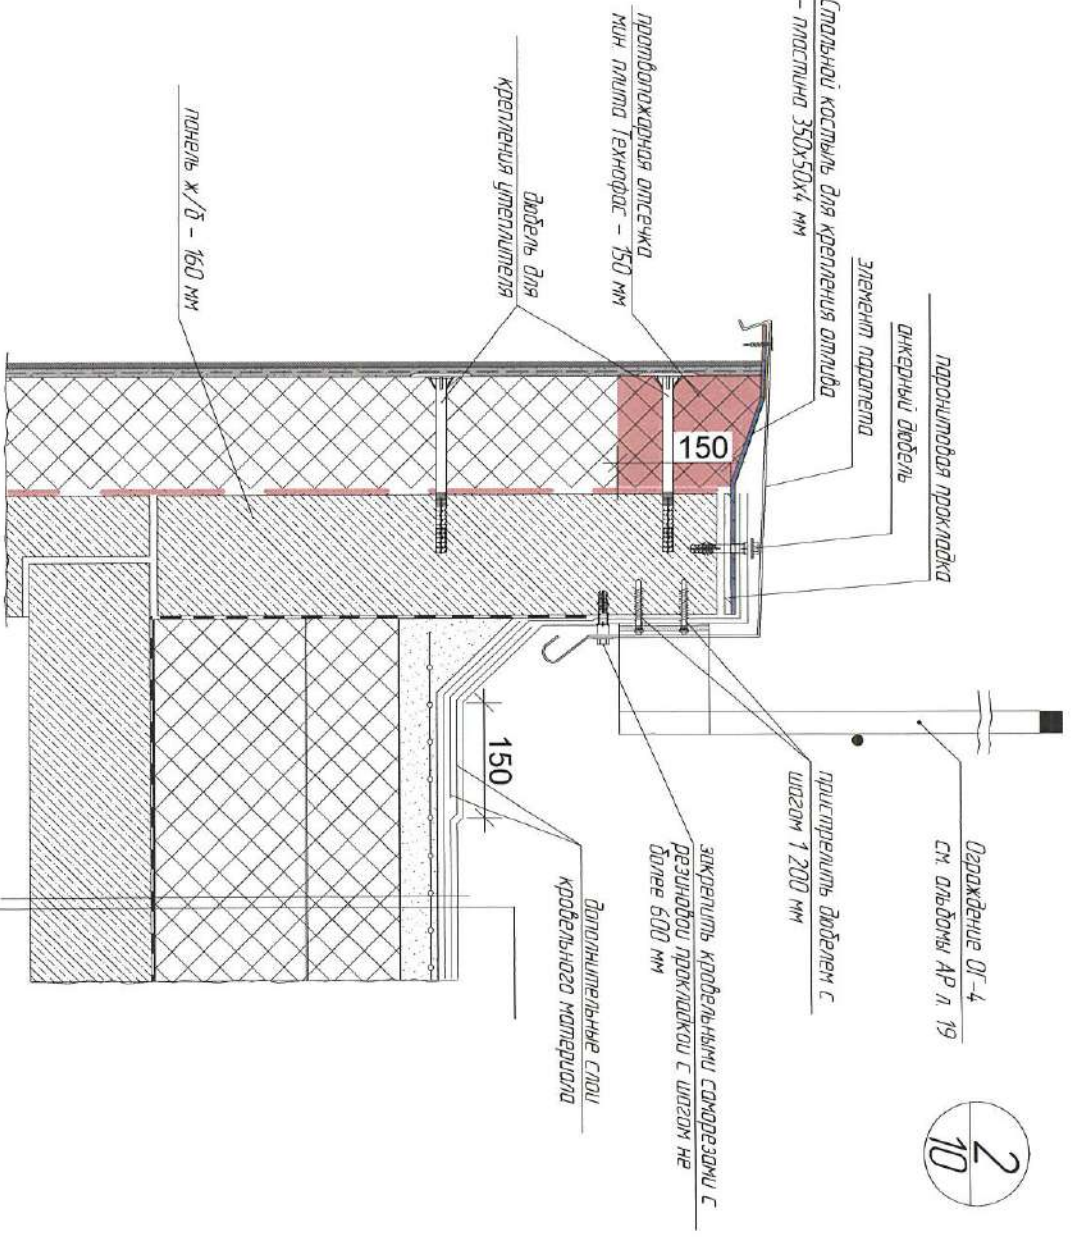 Стальной костыль для крепления отлива
- пластина 350х50х4 мм
протвопожарная отсечка
мин. плита Технофас - 150 мм
дюбель для
крепления утеплителя
панель ж/б - 160 мм
паронитовая прокладка
анкерный дюбель
элемент парапета
150
150
Ограждение ОГ-4
см. альбомы АР л. 19
пристрелить дюбелем с
шагом 1 200 мм
закрепить кровельными саморезами с
резиновой прокладкой с шагом не
более 600 мм
дополнительные слои
кровельного материала
2
10